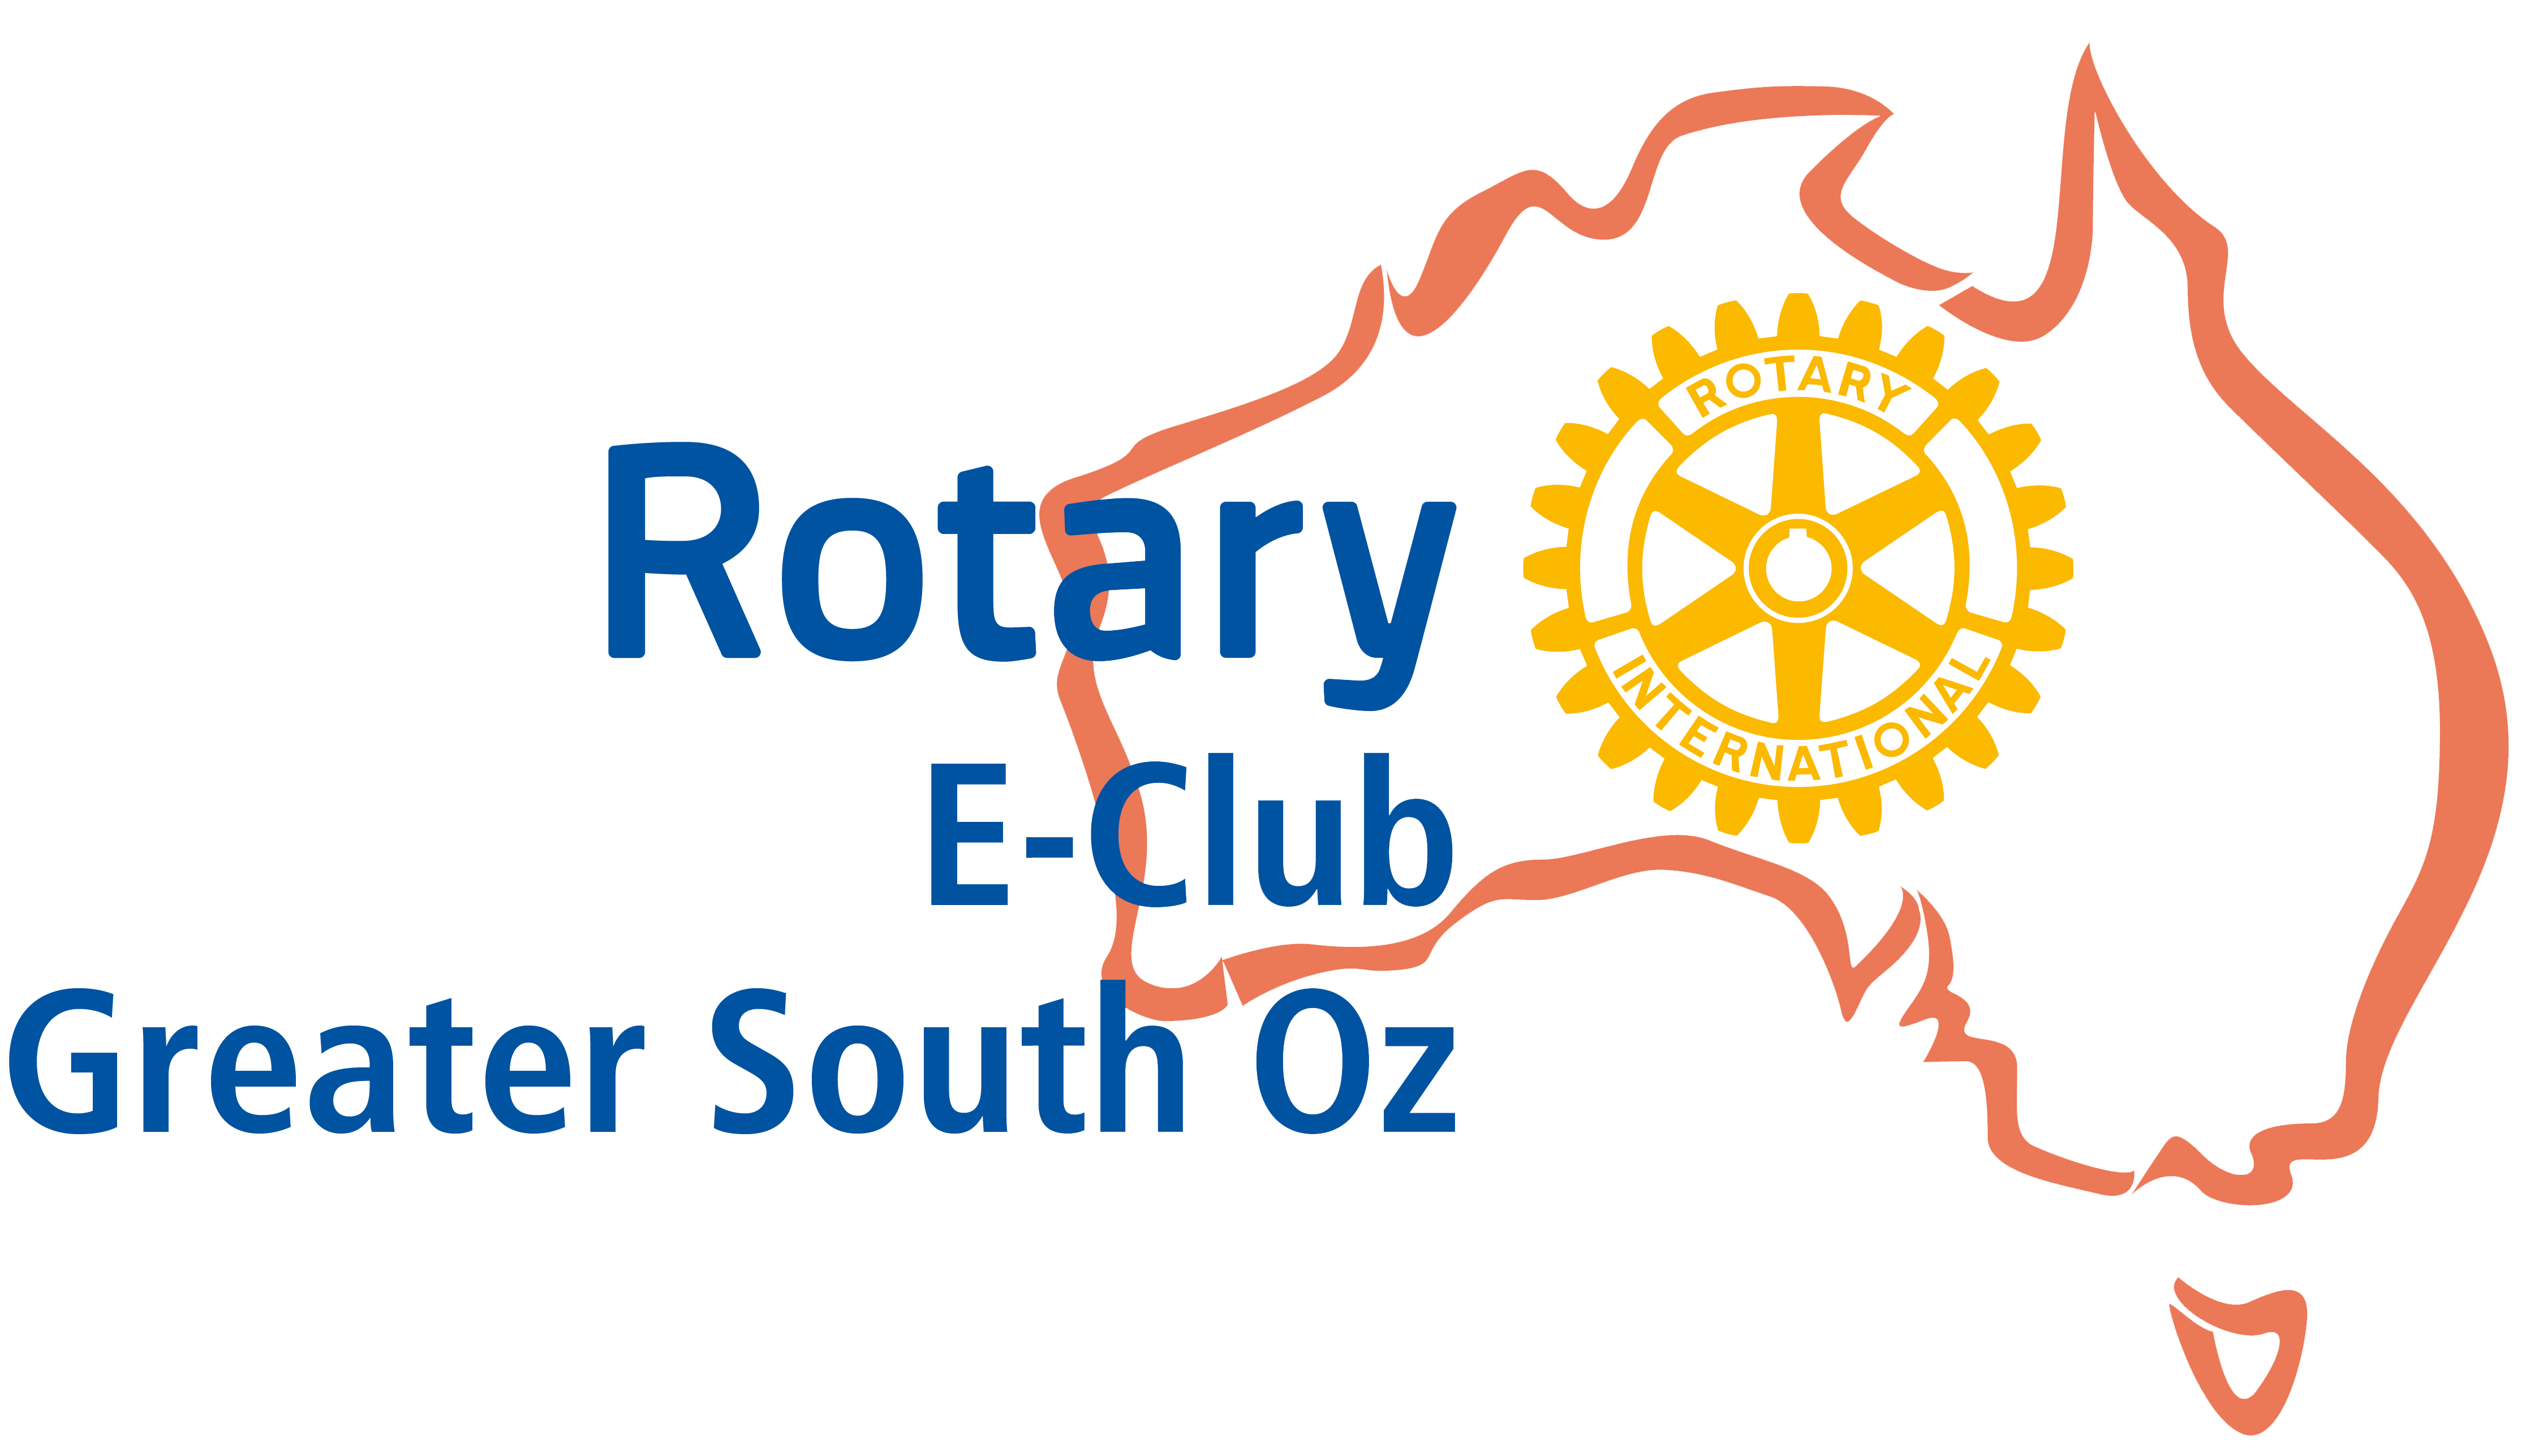 Rotary
E-Club
Greater South Oz
ROTARY
INTERNATIONAL